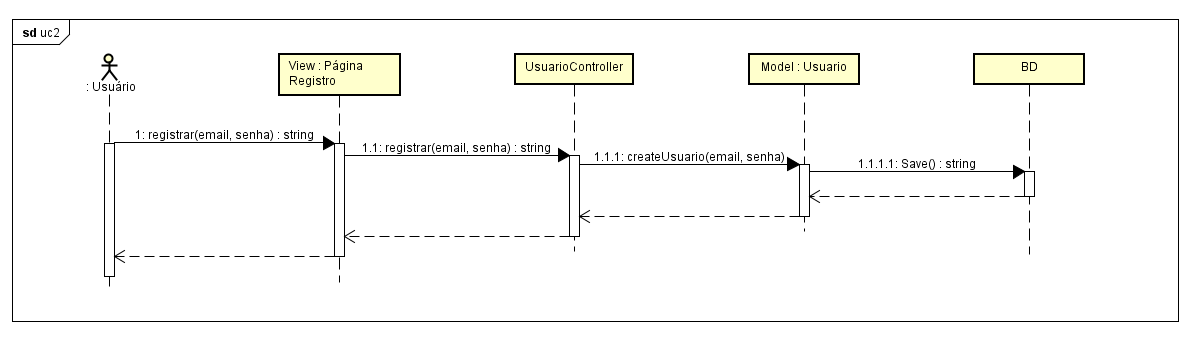 sd uc2
: Usuário
View : Página
Registro
UsuarioController
Model : Usuario
BD
1: registrar(email, senha) : string
1.1: registrar(email, senha) : string
1.1.1: createUsuario(email, senha)
1.1.1.1: Save() : string